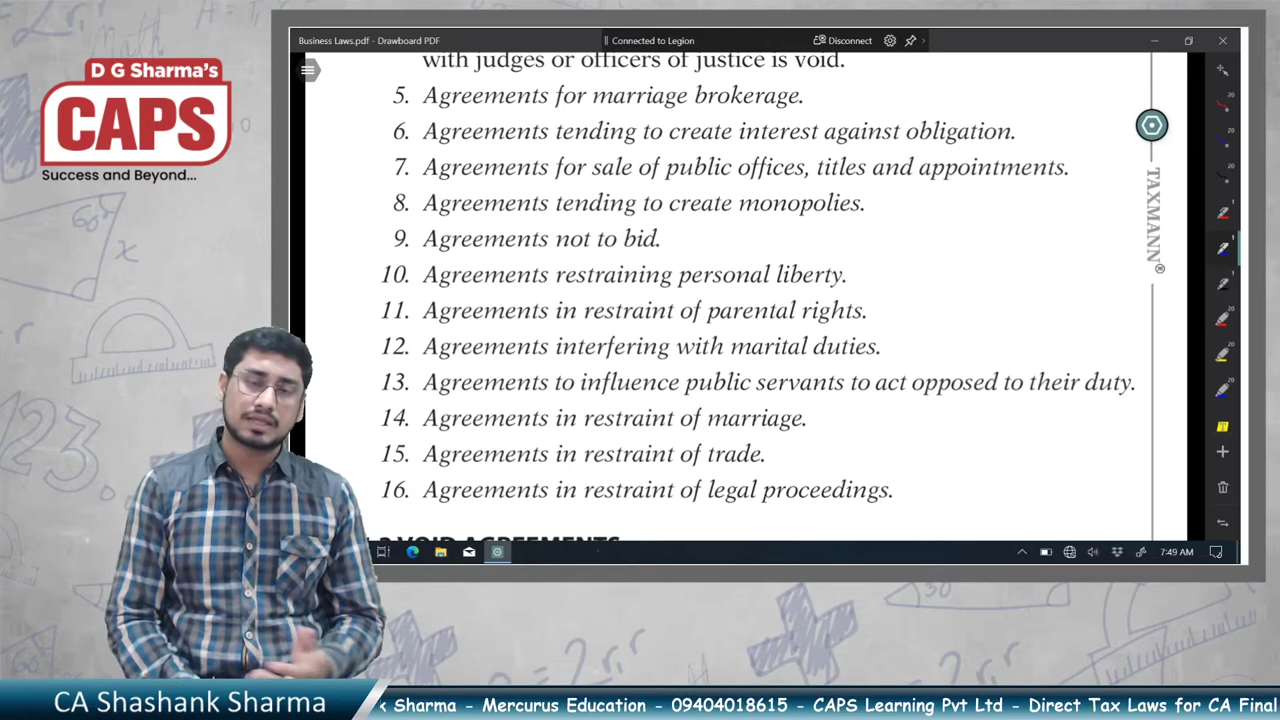 Business Laws.pdf - Drawboard PDF
Connected to Legion
Disconnect
D G Sharma's
CAPS
Success and Beyond...
with judges or officers of justice is void.
5. Agreements for marriage brokerage.
6. Agreements tending to create interest against obligation.
7. Agreements for sale of public offices, titles and appointments.
8. Agreements tending to create monopolies.
9. Agreements not to bid.
10. Agreements restraining personal liberty.
11. Agreements in restraint of parental rights.
12. Agreements interfering with marital duties.
13. Agreements to influence public servants to act opposed to their duty.
14. Agreements in restraint of marriage.
15. Agreements in restraint of trade.
16. Agreements in restraint of legal proceedings.
VOID AGREEMENTS
TAXMANN®
7:49 AM
CA Shashank Sharma
k Sharma - Mercurus Education - 09404018615 - CAPS Learning Pvt Ltd - Direct Tax Laws for CA Final